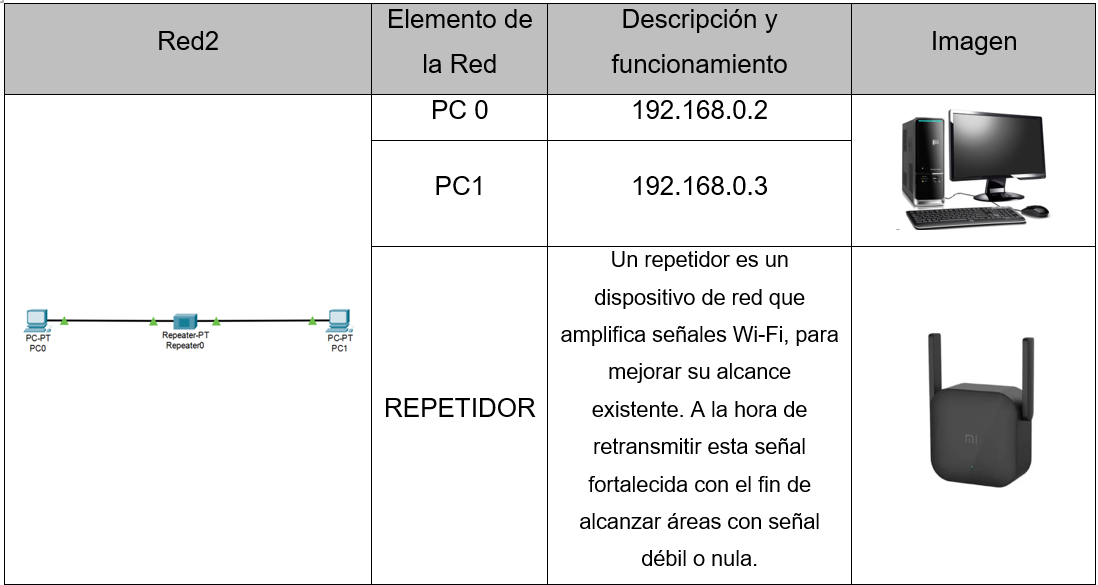 Red2
Elemento de
la Red
Descripción y
funcionamiento
Imagen
PC-PT
PC0
Repeater-PT
Repeater0
PC-PT
PC1
PC 0
192.168.0.2
PC1
192.168.0.3
REPETIDOR
Un repetidor es un
dispositivo de red que
amplifica señales Wi-Fi, para
mejorar su alcance
existente. A la hora de
retransmitir esta señal
fortalecida con el fin de
alcanzar áreas con señal
débil o nula.
mi